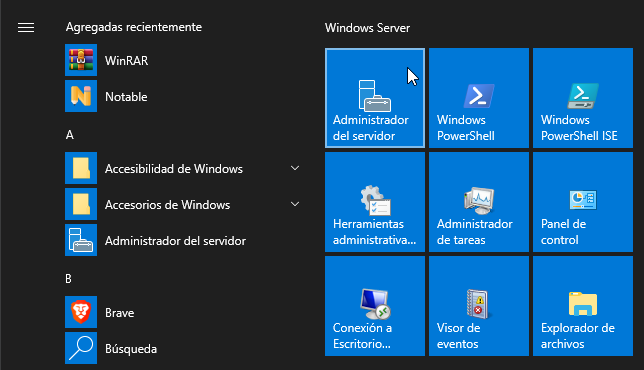 Agregadas recientemente
WinRAR
Notable
A
Accesibilidad de Windows
Accesorios de Windows
Administrador del servidor
B
Brave
Búsqueda
Windows Server
Administrador
del servidor
Windows
PowerShell
Windows
PowerShell ISE
Herramientas
administrativa...
Administrador
de tareas
Panel de
control
Conexión a
Escritorio...
Visor de
eventos
Explorador de
archivos